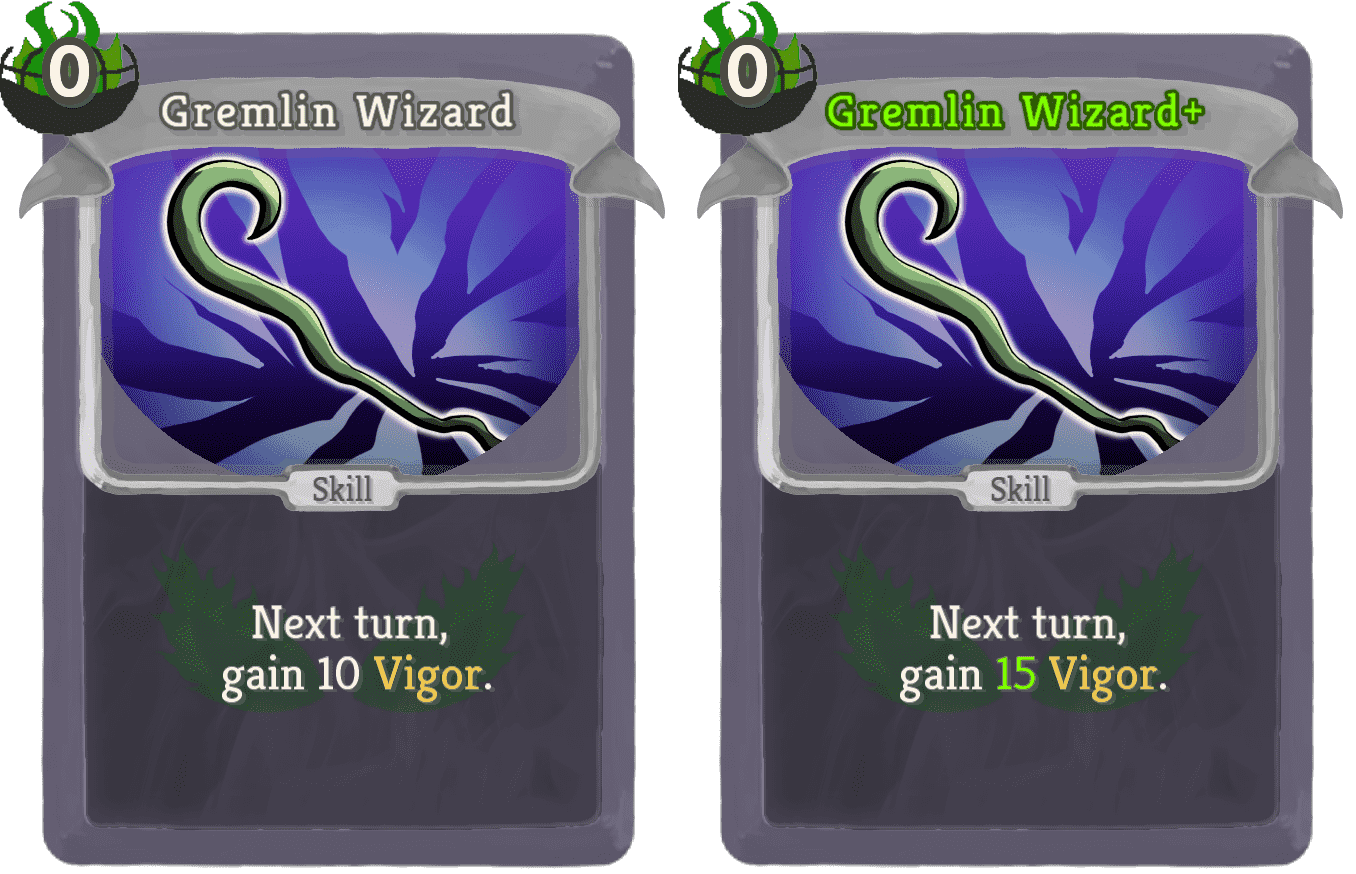 0
Gremlin Wizard
Skill
Next turn,
gain 10 Vigor.
0
Gremlin Wizard+
Skill
Next turn,
gain 15 Vigor.